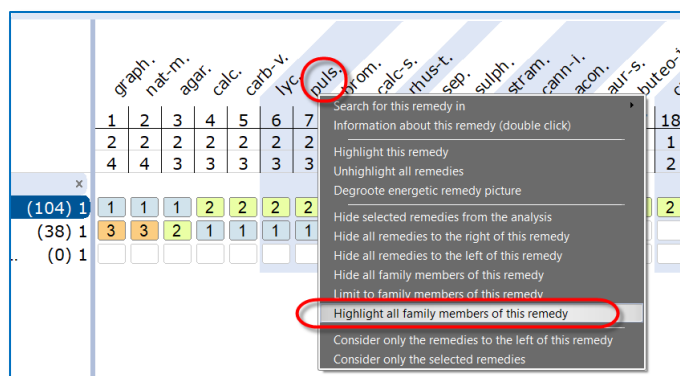 graph. nat-m. agar. calc. carb-v. lyc. puls. brom. calc-s. rhus-t. sep. sulph. stram. cann-i. acon. aur-s. buteo-j.
1 2 3 4 5 6 7 18
2 2 2 2 2 2 2 1
4 4 3 3 3 3 3 2
x
(104) 1 1 1 1 2 2 2 2 2
(38) 1 3 3 2 1 1 1 1
.. (0) 1
Search for this remedy in
Information about this remedy (double click)
Highlight this remedy
Unhighlight all remedies
Degroote energetic remedy picture
Hide selected remedies from the analysis
Hide all remedies to the right of this remedy
Hide all remedies to the left of this remedy
Hide all family members of this remedy
Limit to family members of this remedy
Highlight all family members of this remedy
Consider only the remedies to the left of this remedy
Consider only the selected remedies